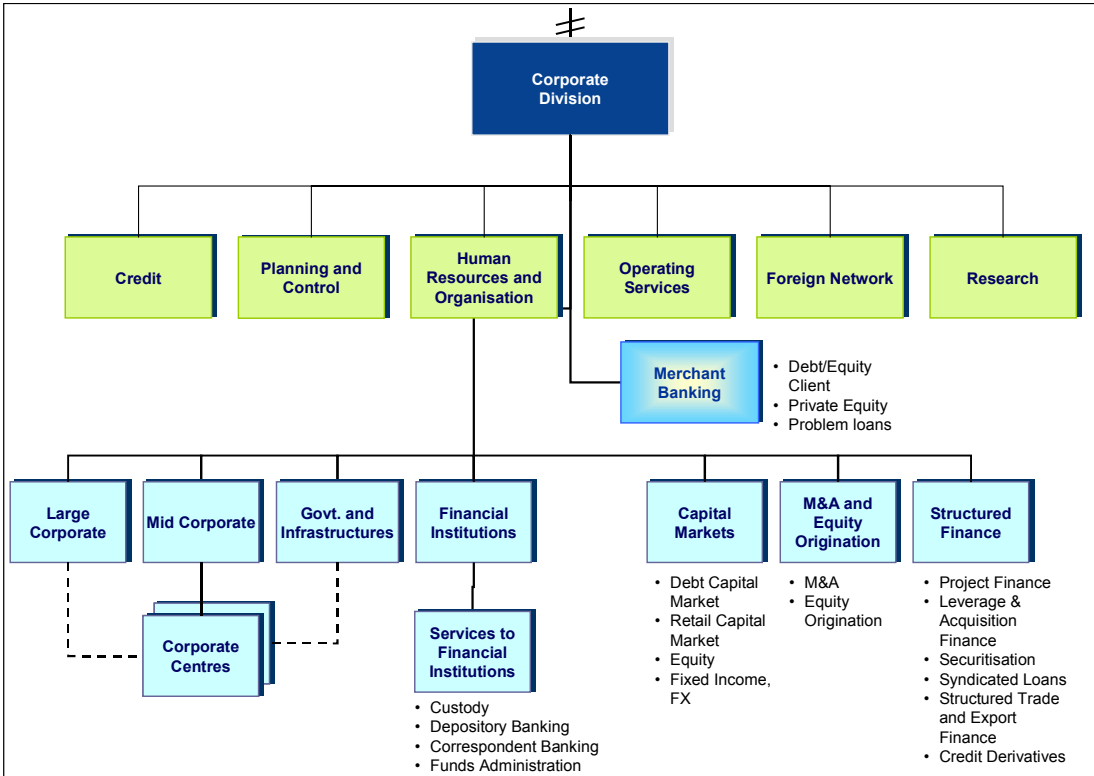 Corporate
Division
Credit
Planning and
Control
Human
Resources and
Organisation
Operating
Services
Foreign Network
Research
Merchant
Banking
• Debt/Equity
Client
• Private Equity
• Problem loans
Large
Corporate
Mid Corporate
Govt. and
Infrastructures
Financial
Institutions
Capital
Markets
M&A and
Equity
Origination
Structured
Finance
Corporate
Centres
Services to
Financial
Institutions
• Custody
• Depository Banking
• Correspondent Banking
• Funds Administration
• Debt Capital
Market
• Retail Capital
Market
• Equity
• Fixed Income,
FX
• M&A
• Equity
Origination
• Project Finance
• Leverage &
Acquisition
Finance
• Securitisation
• Syndicated Loans
• Structured Trade
and Export
Finance
• Credit Derivatives